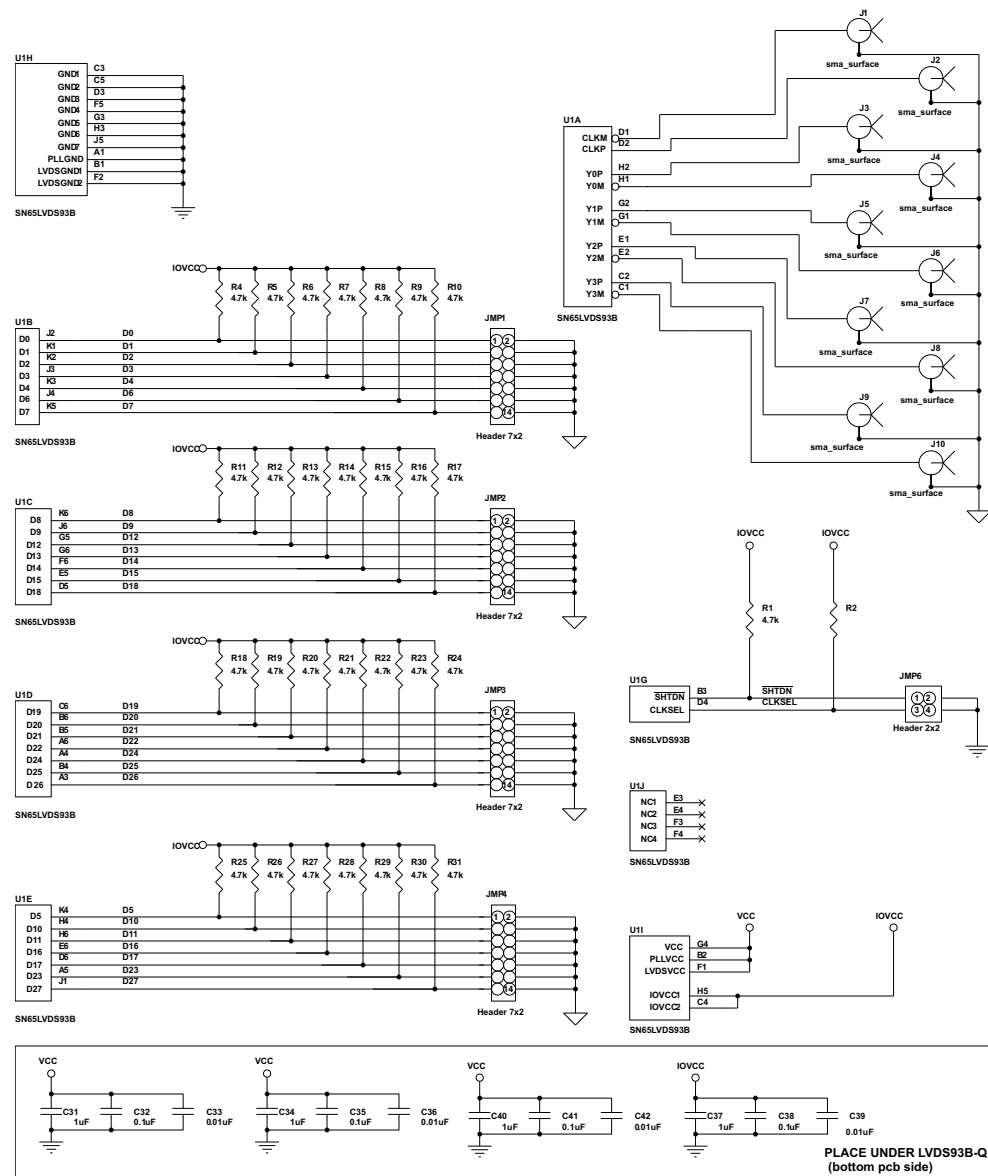 U1H
GND1 C3
GND2 C5
GND3 D3
GND4 F5
GND5 G3
GND6 H3
GND7 J5
PLLGND A1
LVDSGND1 B1
LVDSGND2 F2
SN65LVDS93B
U1A
CLKM D1
CLKP D2
Y0P H2
Y0M H1
Y1P G2
Y1M G1
Y2P E1
Y2M E2
Y3P C2
Y3M C1
SN65LVDS93B
J1
sma_surface
J2
sma_surface
J3
sma_surface
J4
sma_surface
J5
sma_surface
J6
sma_surface
J7
sma_surface
J8
sma_surface
J9
sma_surface
J10
sma_surface
IOVCC
R4 R5 R6 R7 R8 R9 R10
4.7k 4.7k 4.7k 4.7k 4.7k 4.7k 4.7k
U1B
JMP1
D0 J2 D0
D1 K1 D1
D2 K2 D2
D3 J3 D3
D4 K3 D4
D6 J4 D6
D7 K5 D7
1 2
14
Header 7x2
SN65LVDS93B
IOVCC
R11 R12 R13 R14 R15 R16 R17
4.7k 4.7k 4.7k 4.7k 4.7k 4.7k 4.7k
U1C
JMP2
D8 K6 D8
D9 J6 D9
D12 G5 D12
D13 G6 D13
D14 F6 D14
D15 E5 D15
D18 D5 D18
1 2
14
Header 7x2
SN65LVDS93B
IOVCC
R18 R19 R20 R21 R22 R23 R24
4.7k 4.7k 4.7k 4.7k 4.7k 4.7k 4.7k
U1D
JMP3
D19 C6 D19
D20 B6 D20
D21 B5 D21
D22 A6 D22
D24 A4 D24
D25 B4 D25
D26 A3 D26
1 2
14
Header 7x2
SN65LVDS93B
IOVCC
R25 R26 R27 R28 R29 R30 R31
4.7k 4.7k 4.7k 4.7k 4.7k 4.7k 4.7k
U1E
JMP4
D5 K4 D5
D10 H4 D10
D11 H6 D11
D16 E6 D16
D17 D6 D17
D23 A5 D23
D27 J1 D27
1 2
14
Header 7x2
SN65LVDS93B
IOVCC IOVCC
R1 R2
4.7k
U1G
JMP6
SHTDN B3 SHTDN
CLKSEL D4 CLKSEL
1 2
3 4
Header 2x2
SN65LVDS93B
U1J
NC1 E3
NC2 E4
NC3 F3
NC4 F4
SN65LVDS93B
VCC IOVCC
U1I
VCC G4
PLLVCC B2
LVDSVCC F1
IOVCC1 H5
IOVCC2 C4
SN65LVDS93B
VCC
C31 C32 C33
1uF 0.1uF 0.01uF
VCC
C34 C35 C36
1uF 0.1uF 0.01uF
VCC
C40 C41 C42
1uF 0.1uF 0.01uF
IOVCC
C37 C38 C39
1uF 0.1uF 0.01uF
PLACE UNDER LVDS93B-Q
(bottom pcb side)